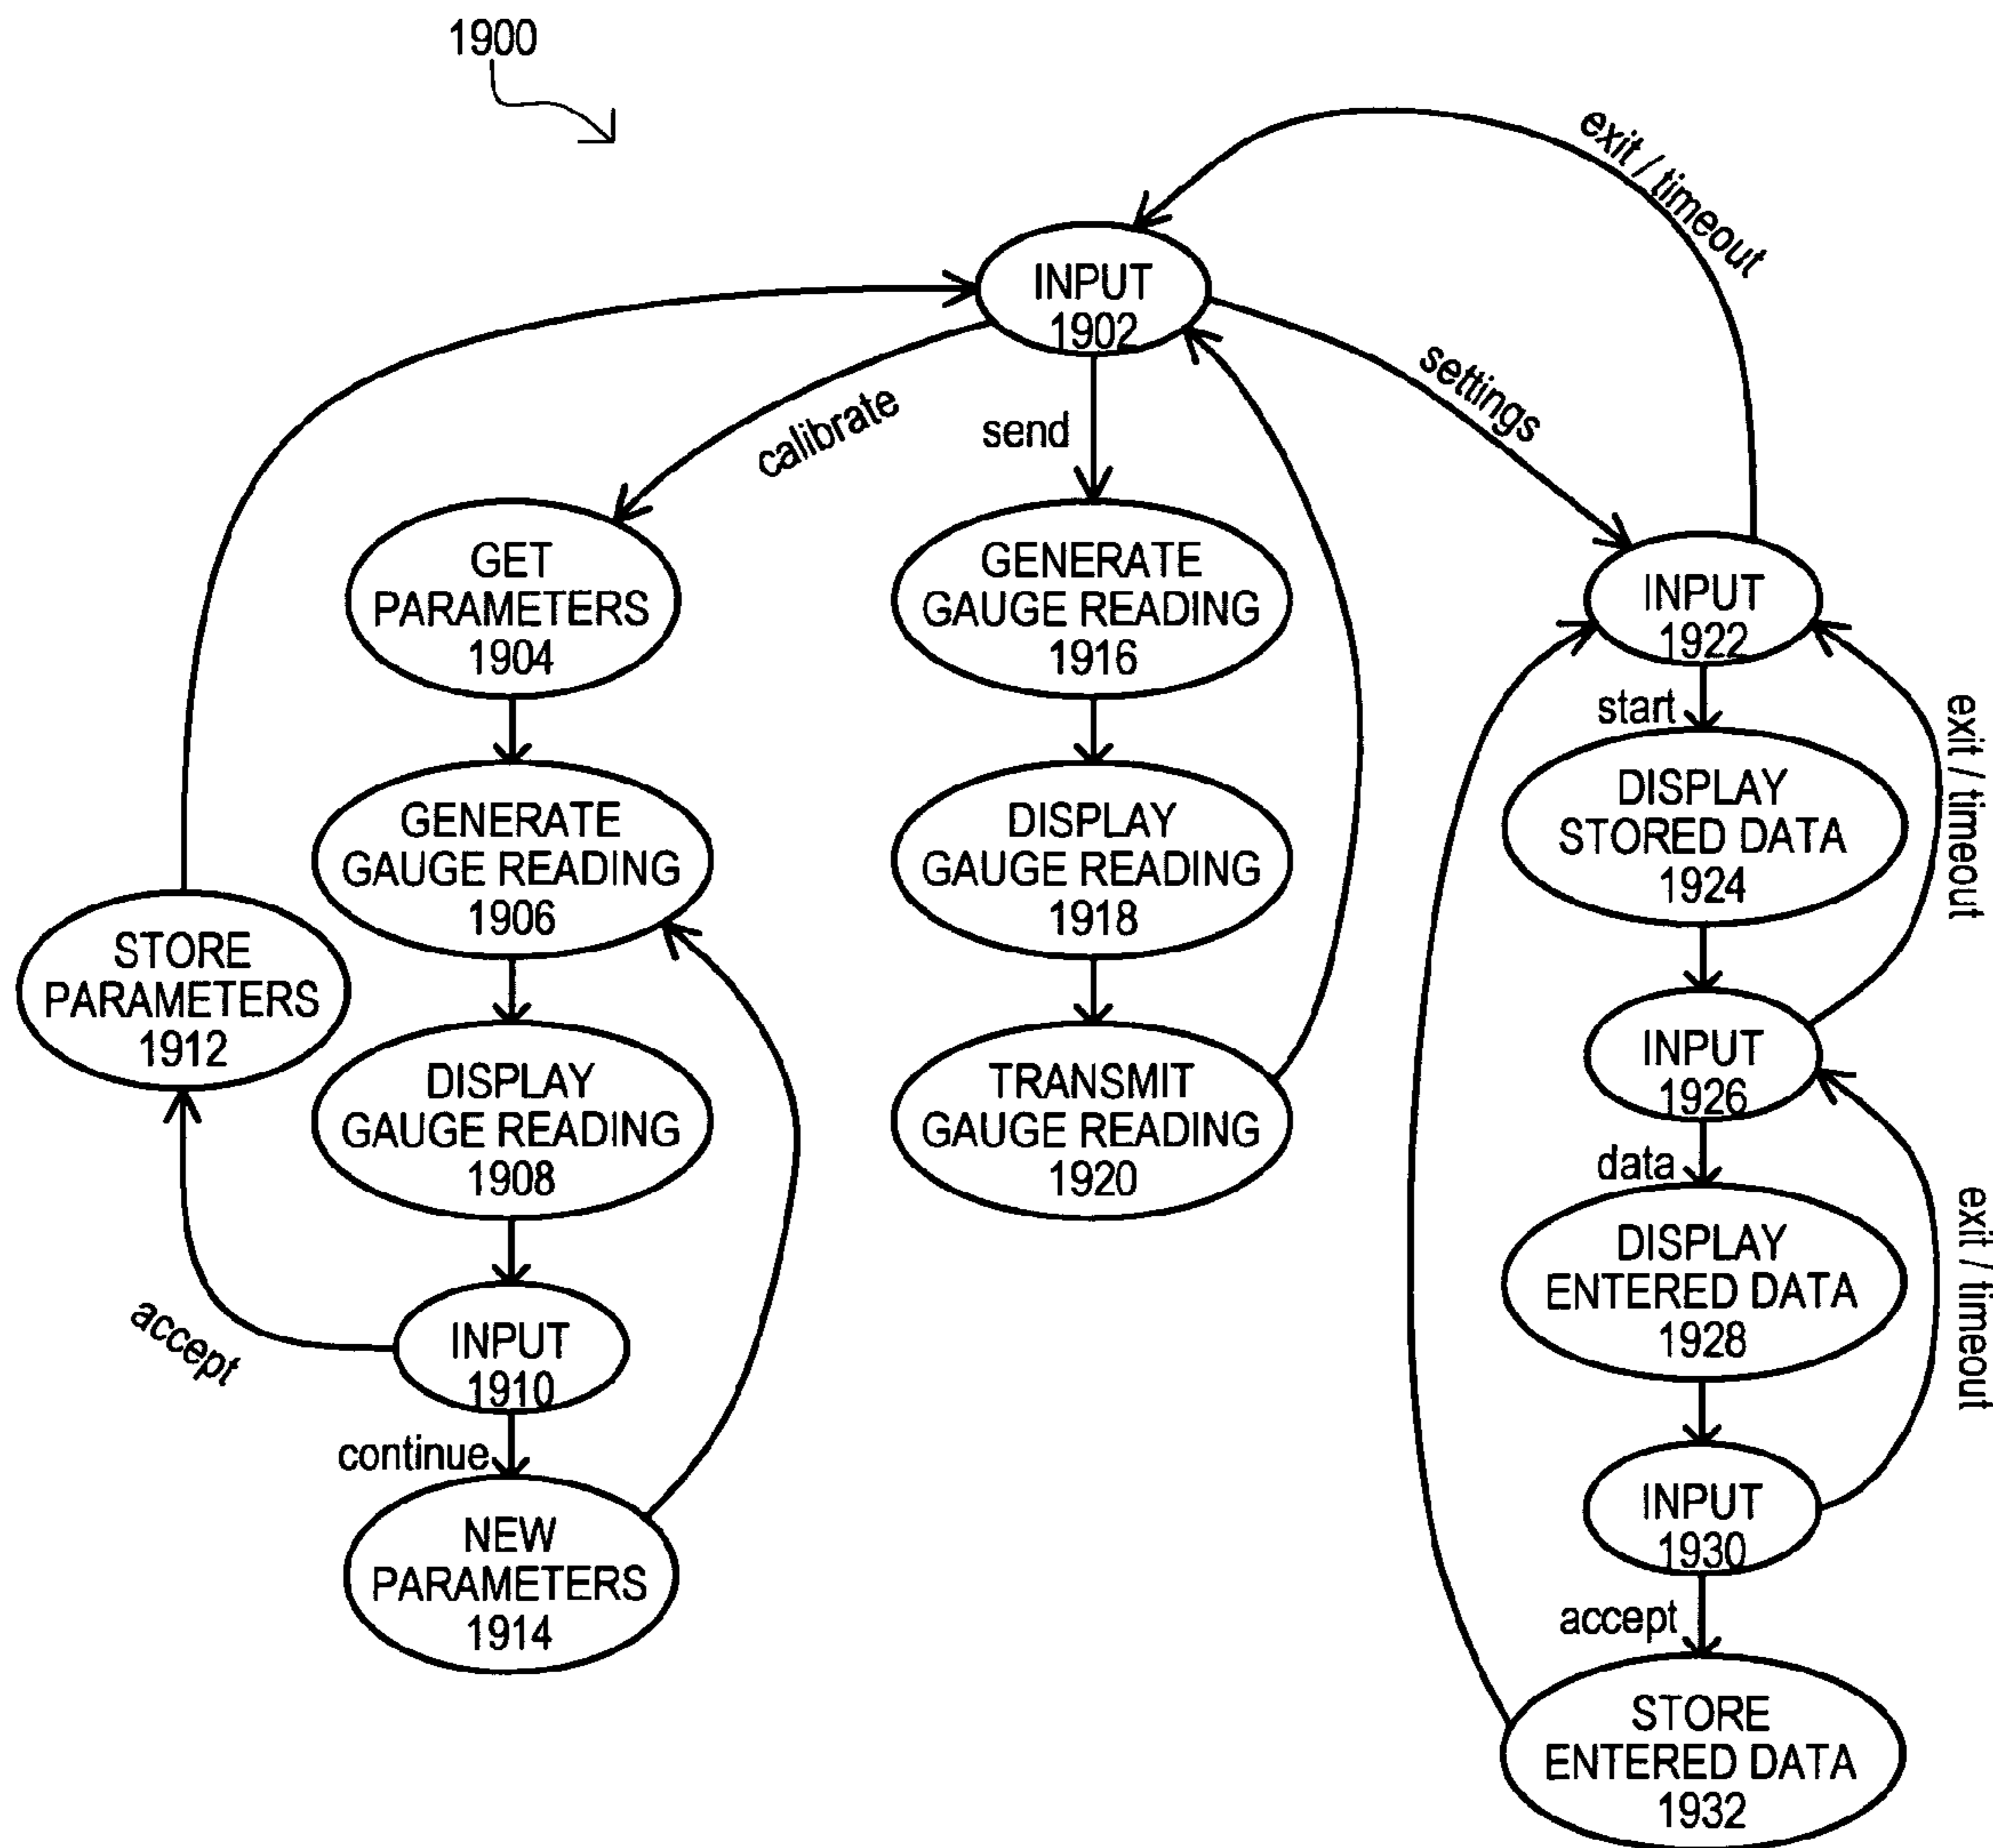 1900
exit / timeout
INPUT
1902
calibrate
send
settings
GET
PARAMETERS
1904
GENERATE
GAUGE READING
1906
DISPLAY
GAUGE READING
1908
INPUT
1910
accept
STORE
PARAMETERS
1912
continue
NEW
PARAMETERS
1914
GENERATE
GAUGE READING
1916
DISPLAY
GAUGE READING
1918
TRANSMIT
GAUGE READING
1920
INPUT
1922
start
DISPLAY
STORED DATA
1924
exit / timeout
INPUT
1926
data
DISPLAY
ENTERED DATA
1928
exit / timeout
INPUT
1930
accept
STORE
ENTERED DATA
1932